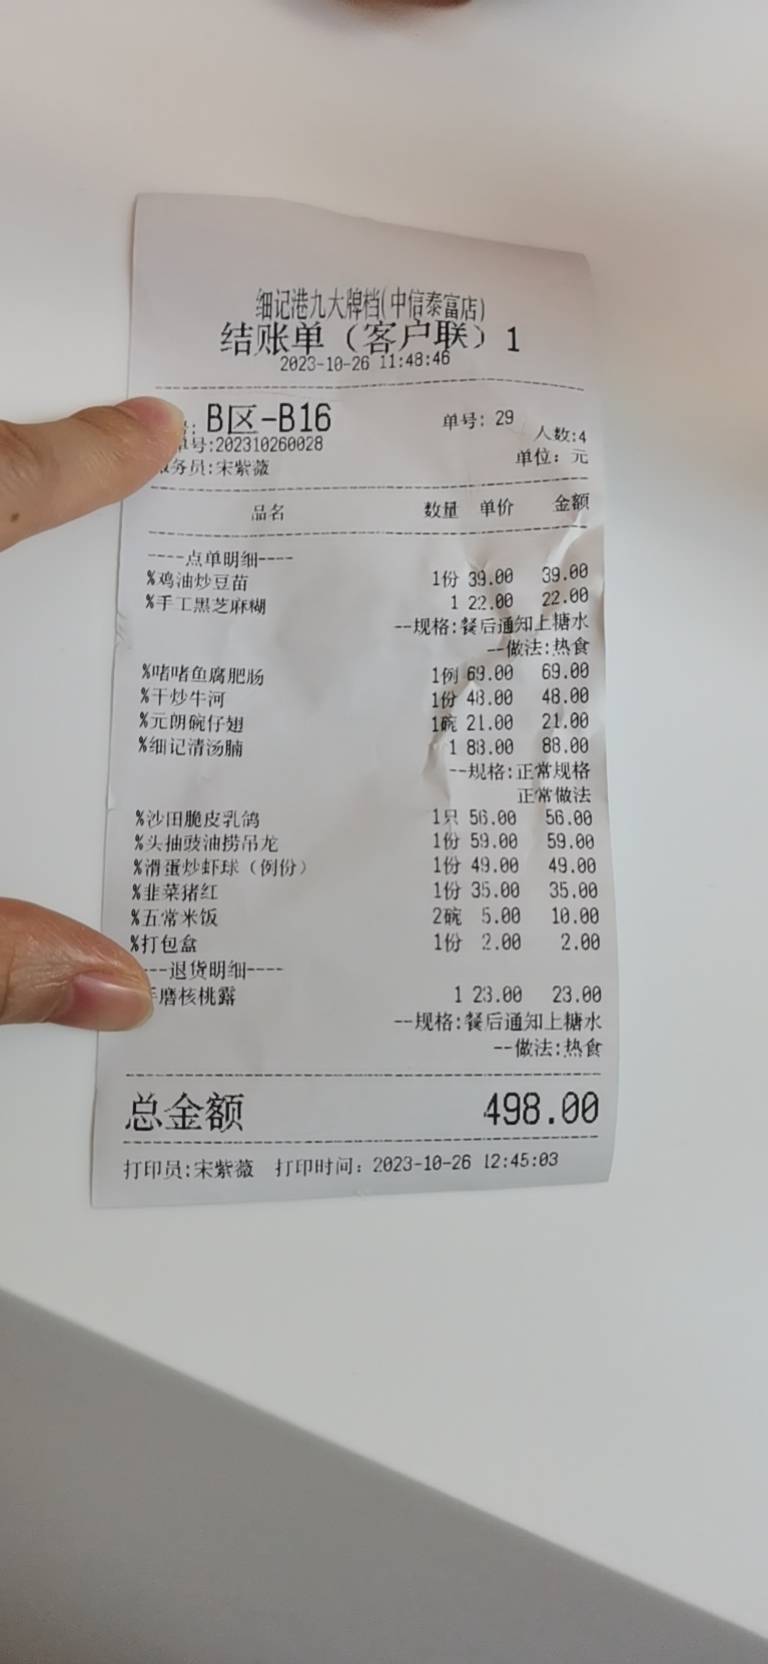 细记港九大牌档(中信泰富店)
结账单（客户联）1
2023-10-26 11:48:46
号: B区-B16 单号: 29 人数:4
单号:202310260028
服务员:宋紫薇 单位: 元
品名 数量 单价 金额
----点单明细----
%鸡油炒豆苗 1份 39.00 39.00
%手工黑芝麻糊 1 22.00 22.00
--规格:餐后通知上糖水
--做法:热食
%啫啫鱼腐肥肠 1例 69.00 69.00
%干炒牛河 1份 48.00 48.00
%元朗碗仔翅 1碗 21.00 21.00
%细记清汤腩 1 88.00 88.00
--规格:正常规格
正常做法
%沙田脆皮乳鸽 1只 56.00 56.00
%头抽豉油捞吊龙 1份 59.00 59.00
%滑蛋炒虾球（例份） 1份 49.00 49.00
%韭菜猪红 1份 35.00 35.00
%五常米饭 2碗 5.00 10.00
%打包盒 1份 2.00 2.00
----退货明细----
手磨核桃露 1 23.00 23.00
--规格:餐后通知上糖水
--做法:热食
总金额 498.00
打印员:宋紫薇 打印时间: 2023-10-26 12:45:03